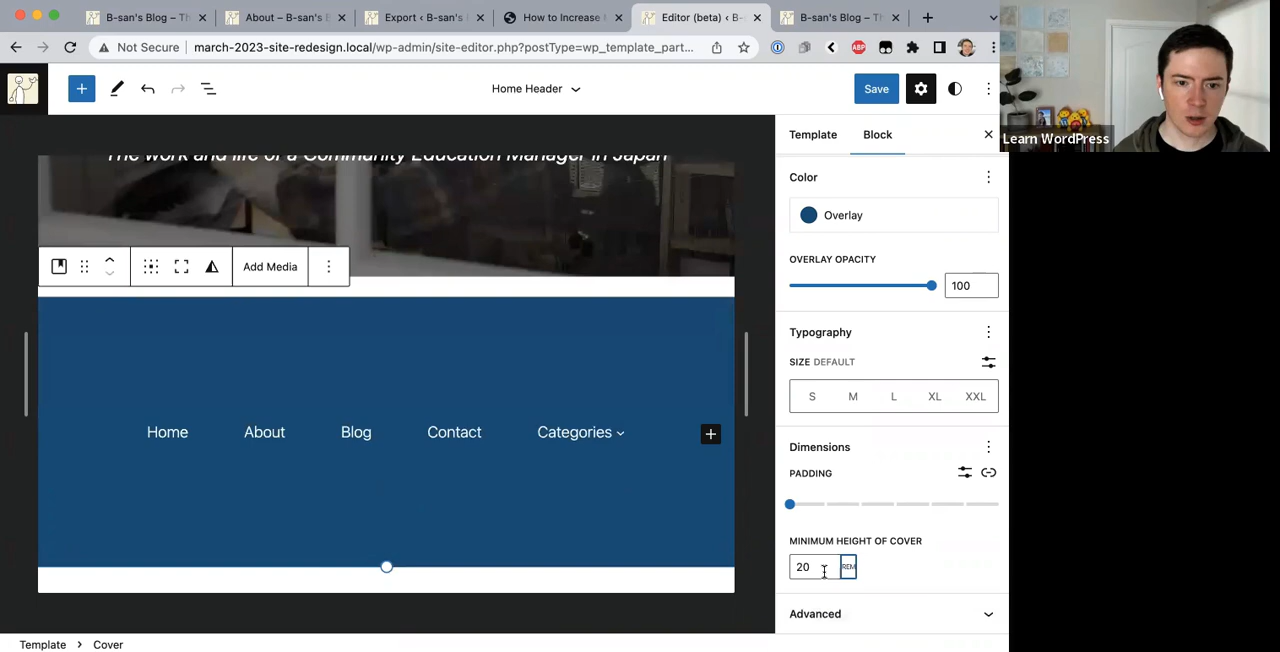 B-san's Blog – Th
About – B-san's B
Export ‹ B-san's
How to Increase
Editor (beta) ‹ B-
B-san's Blog – Th
Not Secure
march-2023-site-redesign.local/wp-admin/site-editor.php?postType=wp_template_part...
ABP
Home Header
Save
Learn WordPress
Template
Block
The work and life of a Community Education Manager in Japan
Color
Overlay
Add Media
OVERLAY OPACITY
100
Typography
SIZE DEFAULT
S M L XL XXL
Home About Blog Contact Categories
Dimensions
PADDING
MINIMUM HEIGHT OF COVER
20 REM
Advanced
Template > Cover